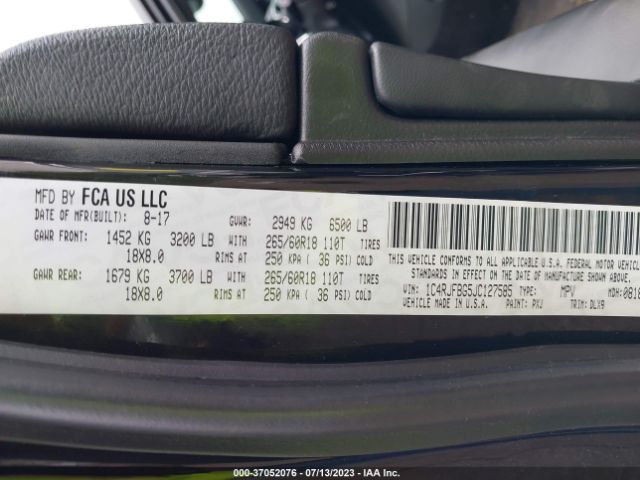 MFD BY FCA US LLC
DATE OF MFR(BUILT): 8-17 GVWR: 2949 KG 6500 LB
GAWR FRONT: 1452 KG 3200 LB WITH 265/60R18 110T TIRES
18X8.0 RIMS AT 250 KPA ( 36 PSI) COLD
GAWR REAR: 1679 KG 3700 LB WITH 265/60R18 110T TIRES
18X8.0 RIMS AT 250 KPA ( 36 PSI) COLD
THIS VEHICLE CONFORMS TO ALL APPLICABLE U.S.A. FEDERAL MOTOR VEHICL
STANDARDS IN EFFECT ON THE DATE OF MANUFACTURE SHOWN ABO
VIN: 1C4RJFBG5JC127585 TYPE: MPV MDH:081
MADE IN U.S.A. PAINT: PXJ TRIM: DLX9
000-37052076 - 07/13/2023 - IAA Inc.